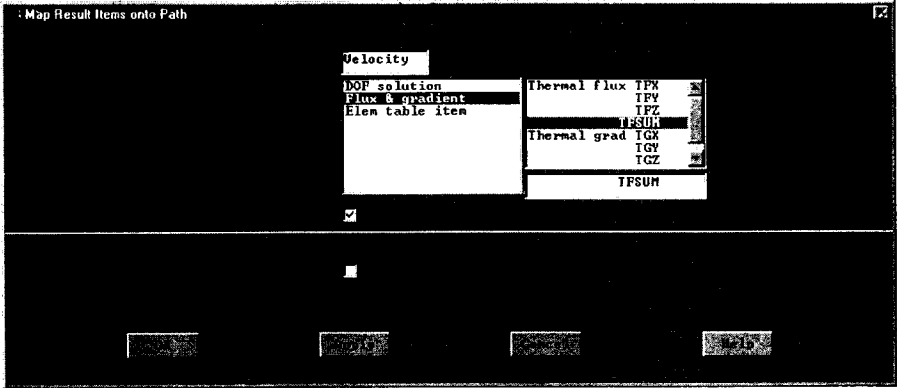 : Map Result Items onto Path
Velocity
DOF solution
Flux & gradient
Elem table item
Thermal flux TFX
TFY
TFZ
TFSUM
Thermal grad TGX
TGY
TGZ
TFSUM
Help